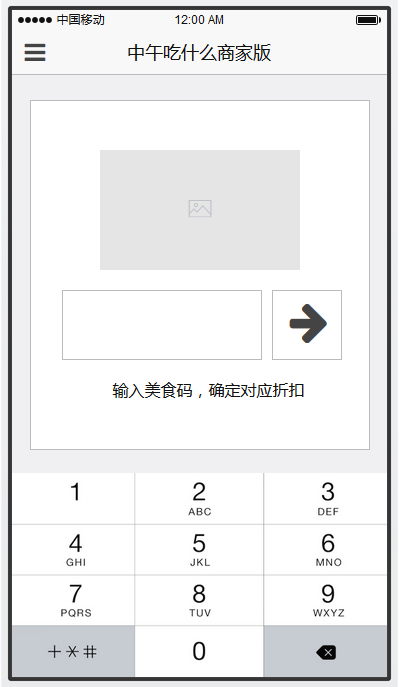 中国移动 12:00 AM
中午吃什么商家版
输入美食码，确定对应折扣
1 2 3
ABC DEF
4 5 6
GHI JKL MNO
7 8 9
PQRS TUV WXYZ
+*# 0